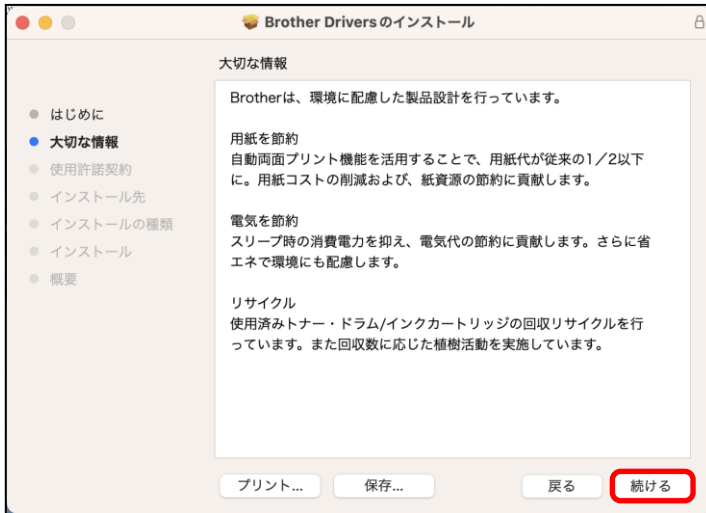 Brother Driversのインストール
大切な情報
はじめに
大切な情報
使用許諾契約
インストール先
インストールの種類
インストール
概要
Brotherは、環境に配慮した製品設計を行っています。
用紙を節約
自動両面プリント機能を活用することで、用紙代が従来の1/2以下
に。用紙コストの削減および、紙資源の節約に貢献します。
電気を節約
スリープ時の消費電力を抑え、電気代の節約に貢献します。さらに省
エネで環境にも配慮します。
リサイクル
使用済みトナー・ドラム/インクカートリッジの回収リサイクルを行
っています。また回収数に応じた植樹活動を実施しています。
プリント...
保存...
戻る
続ける